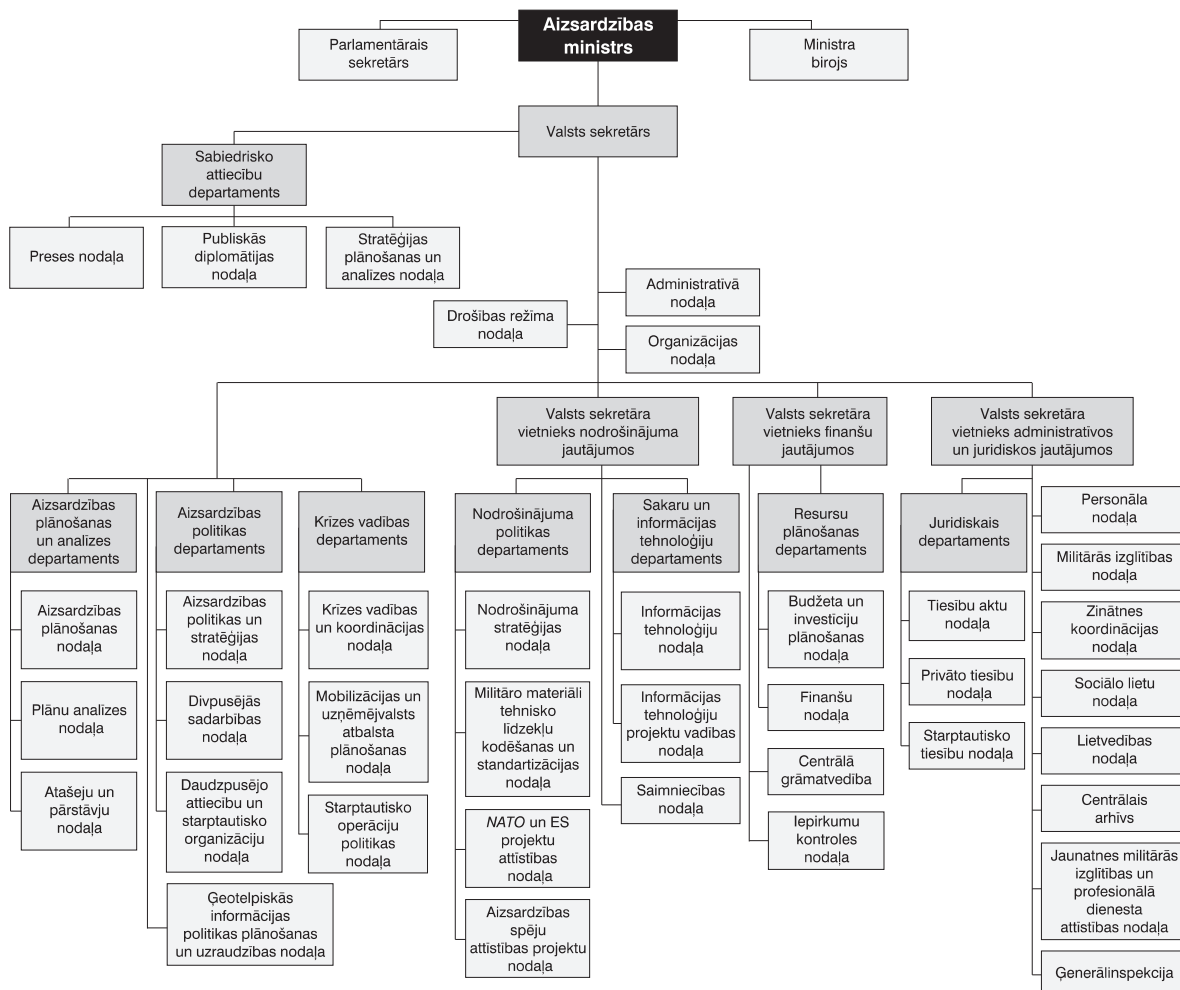 Aizsardzības
ministrs
Parlamentārais
sekretārs
Ministra
birojs
Valsts sekretārs
Sabiedrisko
attiecību
departaments
Preses nodaļa
Publiskās
diplomātijas
nodaļa
Stratēģijas
plānošanas un
analīzes nodaļa
Administratīvā
nodaļa
Drošības režīma
nodaļa
Organizācijas
nodaļa
Valsts sekretāra
vietnieks nodrošinājuma
jautājumos
Valsts sekretāra
vietnieks finanšu
jautājumos
Valsts sekretāra
vietnieks administratīvos
un juridiskos jautājumos
Aizsardzības
plānošanas
un analīzes
departaments
Aizsardzības
plānošanas
nodaļa
Plānu analīzes
nodaļa
Atašeju un
pārstāvju
nodaļa
Aizsardzības
politikas
departaments
Aizsardzības
politikas un
stratēģijas
nodaļa
Divpusējās
sadarbības
nodaļa
Daudzpusējo
attiecību un
starptautisko
organizāciju
nodaļa
Ģeotelpiskās
informācijas
politikas plānošanas
un uzraudzības nodaļa
Krīzes vadības
departaments
Krīzes vadības
un koordinācijas
nodaļa
Mobilizācijas un
uzņēmējvalsts
atbalsta
plānošanas
nodaļa
Starptautisko
operāciju
politikas
nodaļa
Nodrošinājuma
politikas
departaments
Nodrošinājuma
stratēģijas
nodaļa
Militāro materiāli
tehnisko
līdzekļu
kodēšanas un
standartizācijas
nodaļa
NATO un ES
projektu
attīstības
nodaļa
Aizsardzības
spēju
attīstības projektu
nodaļa
Sakaru un
informācijas
tehnoloģiju
departaments
Informācijas
tehnoloģiju
nodaļa
Informācijas
tehnoloģiju
projektu vadības
nodaļa
Saimniecības
nodaļa
Resursu
plānošanas
departaments
Budžeta un
investīciju
plānošanas
nodaļa
Finanšu
nodaļa
Centrālā
grāmatvedība
Iepirkumu
kontroles
nodaļa
Juridiskais
departaments
Tiesību aktu
nodaļa
Privāto tiesību
nodaļa
Starptautisko
tiesību nodaļa
Personāla
nodaļa
Militārās izglītības
nodaļa
Zinātnes
koordinācijas
nodaļa
Sociālo lietu
nodaļa
Lietvedības
nodaļa
Centrālais
arhīvs
Jaunatnes militārās
izglītības un
profesionālā
dienesta
attīstības nodaļa
Ģenerālinspekcija